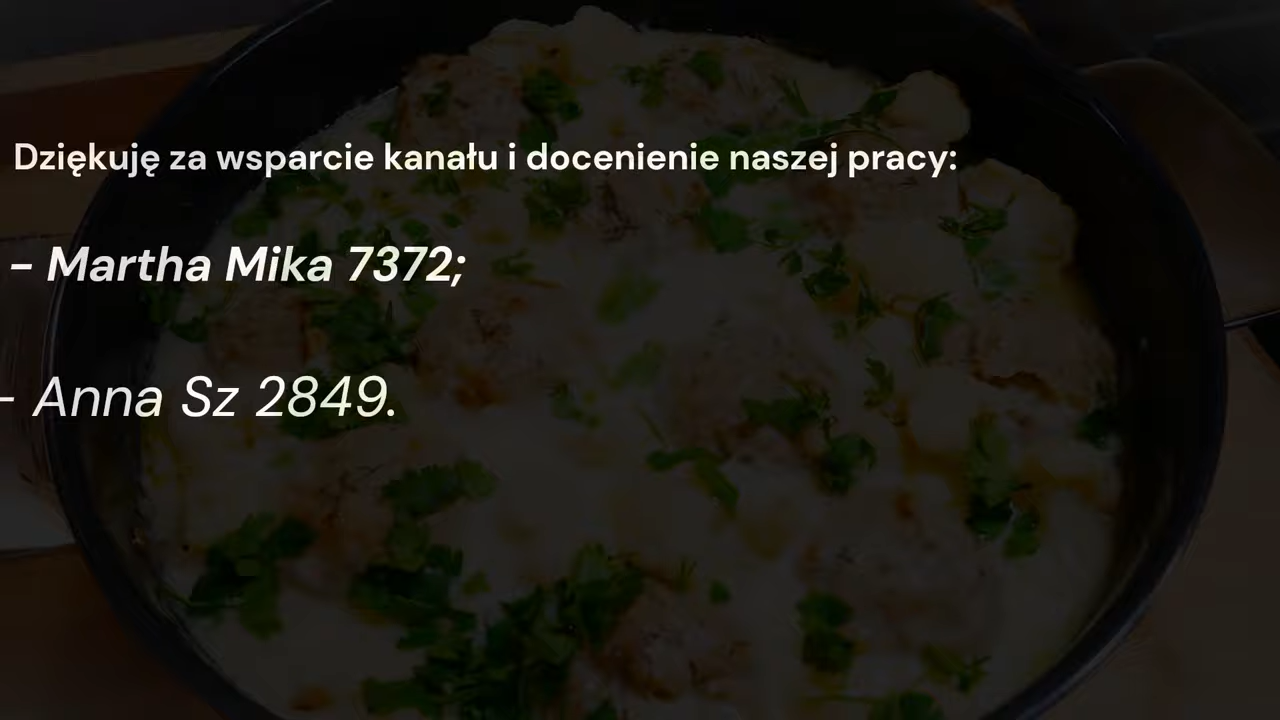 Dziękuję za wsparcie kanału i docenienie naszej pracy:
- Martha Mika 7372;
- Anna Sz 2849.